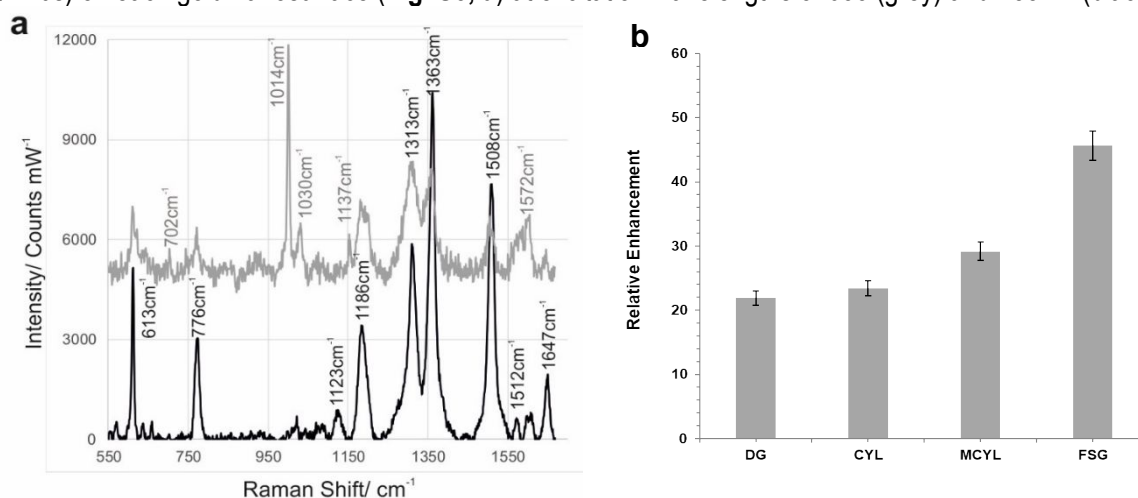 (grey)
a
b
12000
9000
6000
3000
0
550
750
950
1150
1350
1550
Intensity/ Counts mW⁻¹
Raman Shift/ cm⁻¹
702cm⁻¹
1014cm⁻¹
1030cm⁻¹
1137cm⁻¹
1313cm⁻¹
1363cm⁻¹
1508cm⁻¹
1572cm⁻¹
613cm⁻¹
776cm⁻¹
1123cm⁻¹
1186cm⁻¹
1512cm⁻¹
1647cm⁻¹
Relative Enhancement
60
50
40
30
20
10
0
DG
CYL
MCYL
FSG